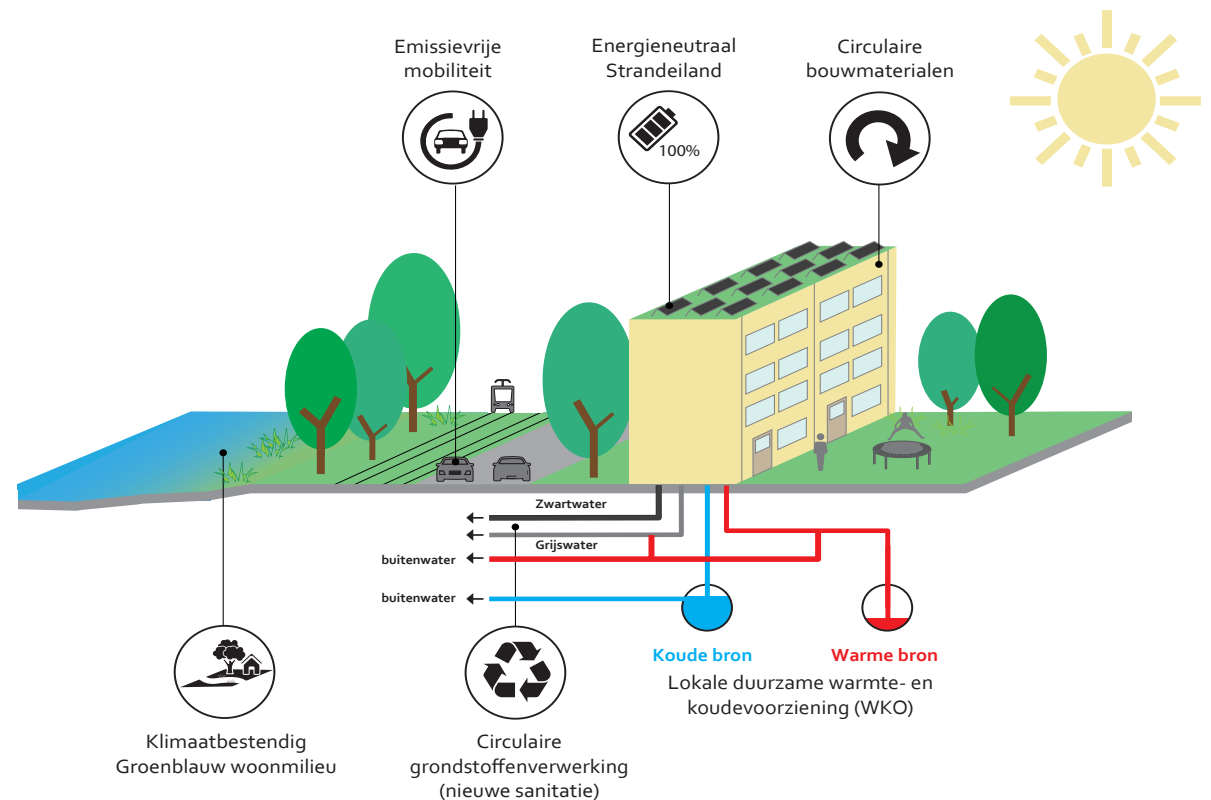 Emissievrije
mobiliteit
Energieneutraal
Strandeiland
Circulaire
bouwmaterialen
100%
Zwartwater
Grijswater
buitenwater
buitenwater
Koude bron
Warme bron
Lokale duurzame warmte- en
koudevoorziening (WKO)
Klimaatbestendig
Groenblauw woonmilieu
Circulaire
grondstoffenverwerking
(nieuwe sanitatie)